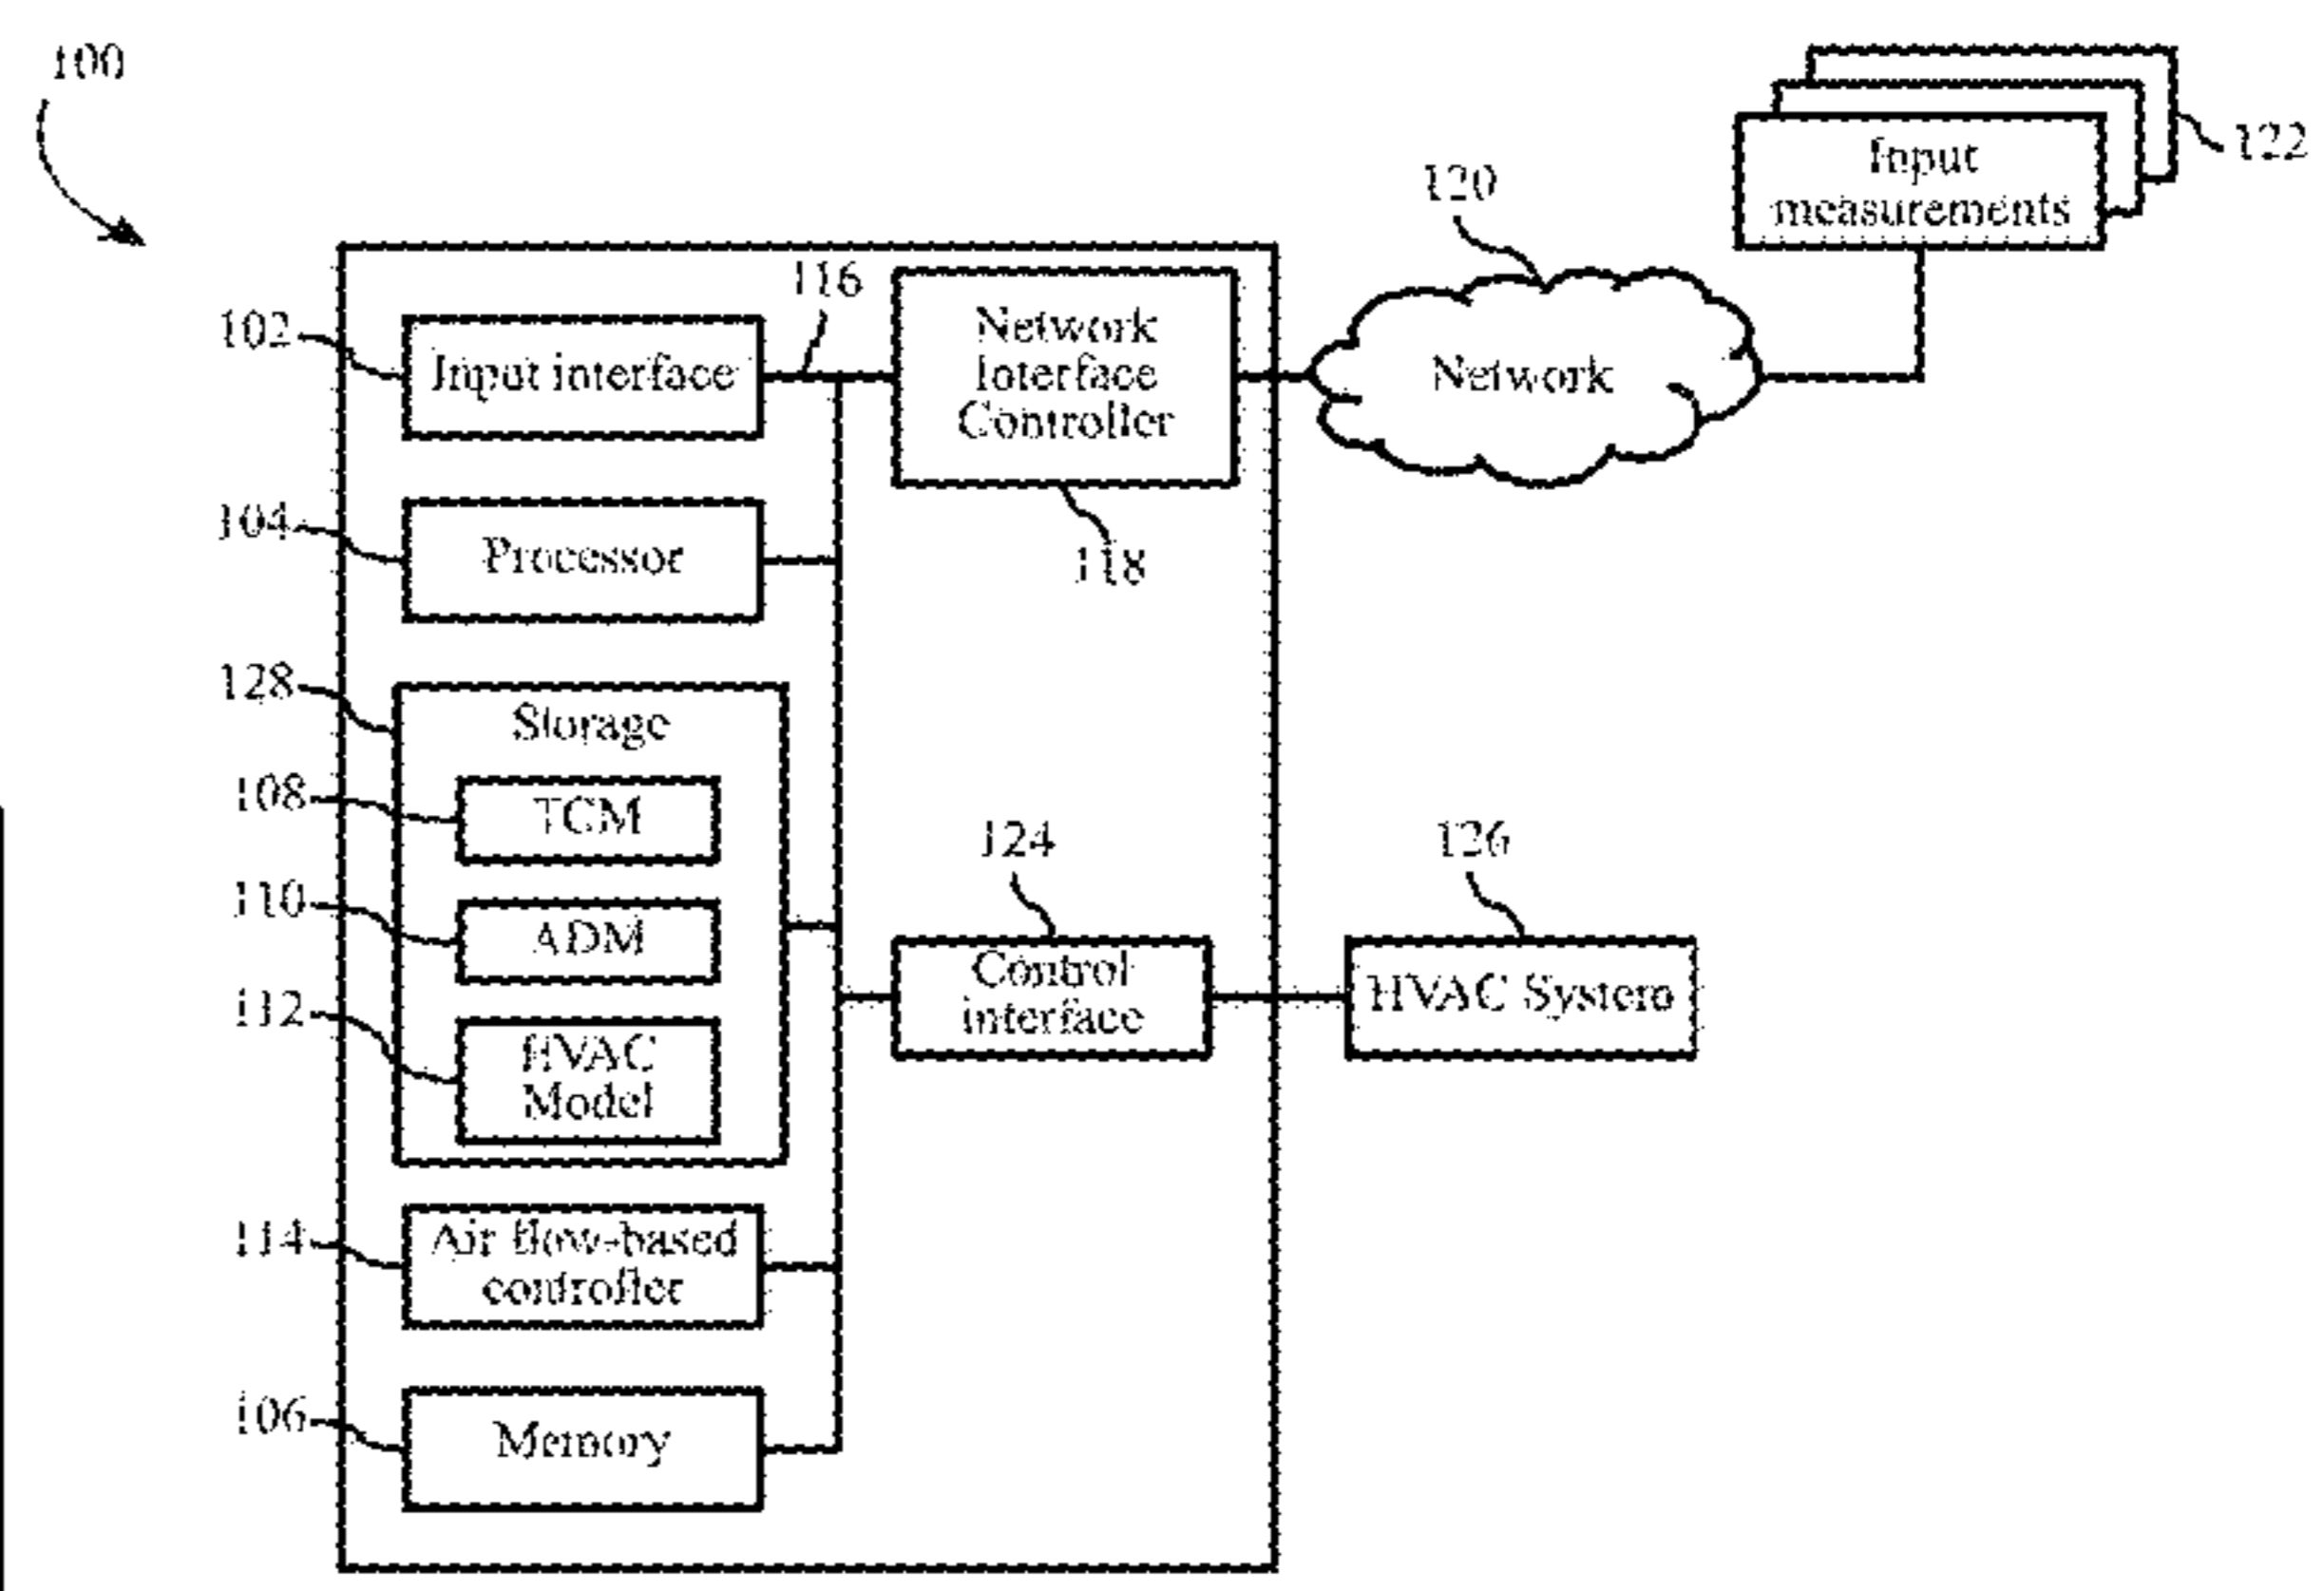 100
122
Input
measurements
120
116
102
Input interface
Network
Interface
Controller
Network
104
Processor
118
128
Storage
108
TCM
124
126
110
ADM
Control
interface
HVAC System
112
HVAC
Model
114
Air flow-based
controller
106
Memory